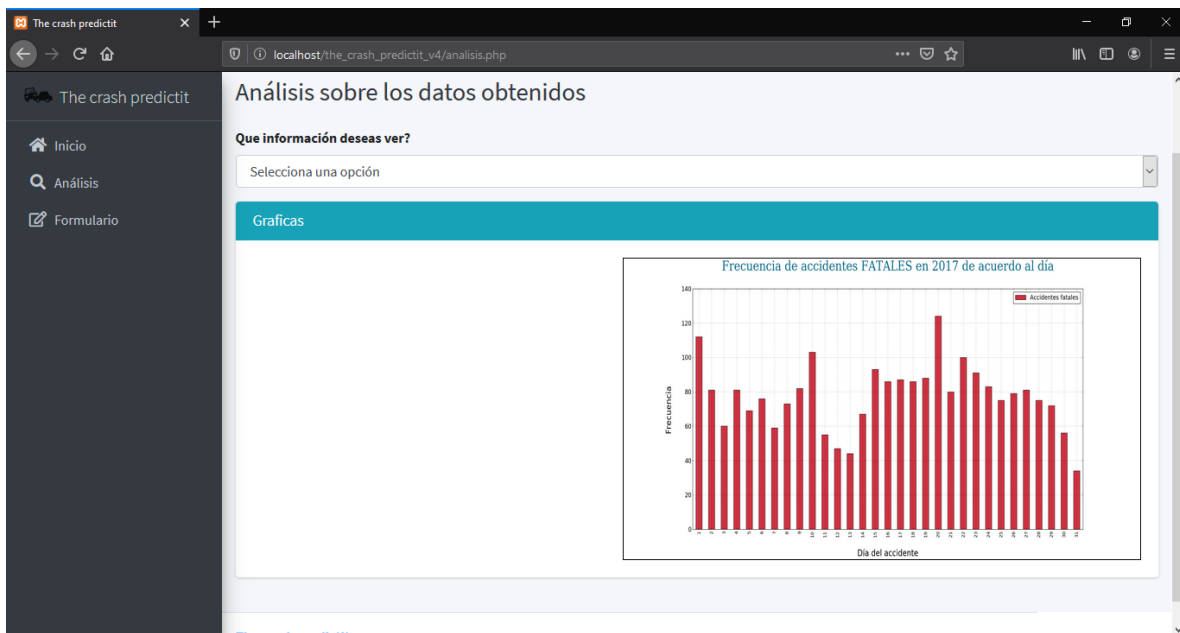 The crash predictit
localhost/the_crash_predictit_v4/analisis.php
The crash predictit
Inicio
Análisis
Formulario
Análisis sobre los datos obtenidos
Que información deseas ver?
Selecciona una opción
Graficas
Frecuencia de accidentes FATALES en 2017 de acuerdo al día
Accidentes fatales
Frecuencia
140
120
100
80
60
40
20
0
1 2 3 4 5 6 7 8 9 10 11 12 13 14 15 16 17 18 19 20 21 22 23 24 25 26 27 28 29 30 31
Día del accidente